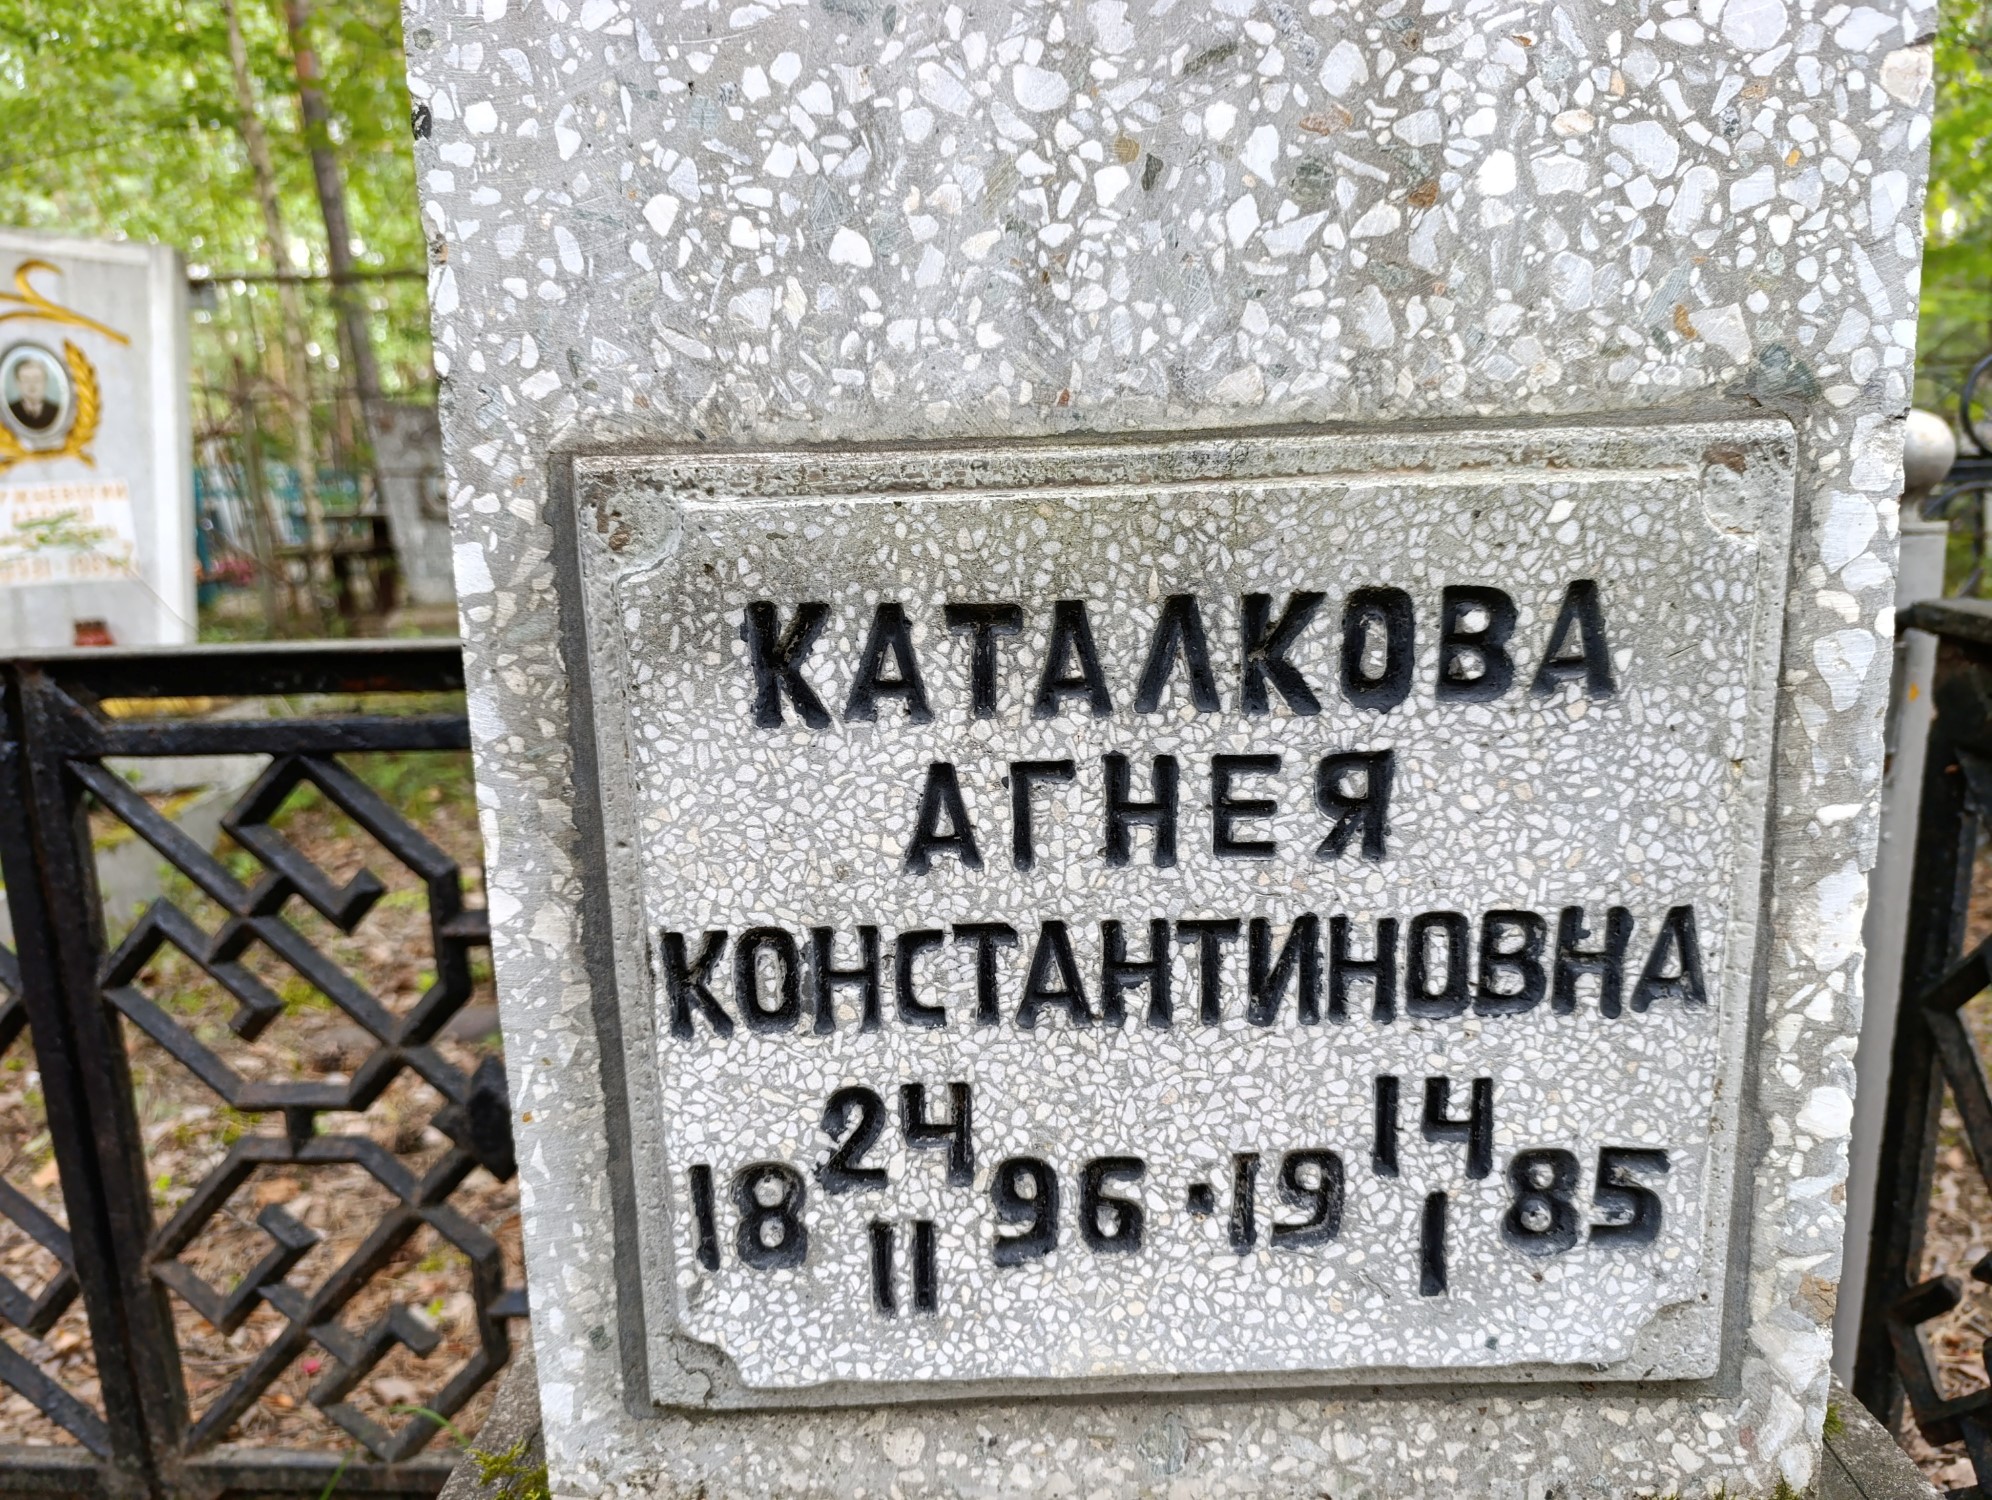 КАТАЛКОВА
АГНЕЯ
КОНСТАНТИНОВНА
18 24/11 96 · 19 14/1 85